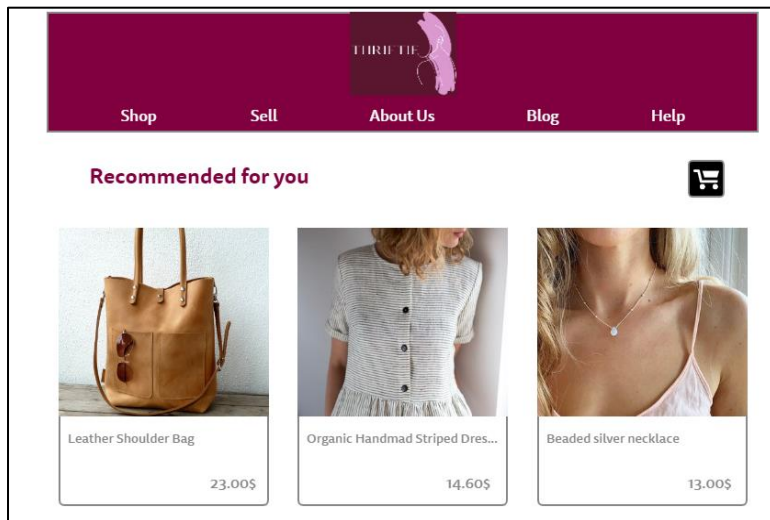 THRIFTIE
Shop Sell About Us Blog Help
Recommended for you
Leather Shoulder Bag Organic Handmad Striped Dres... Beaded silver necklace
23.00$ 14.60$ 13.00$